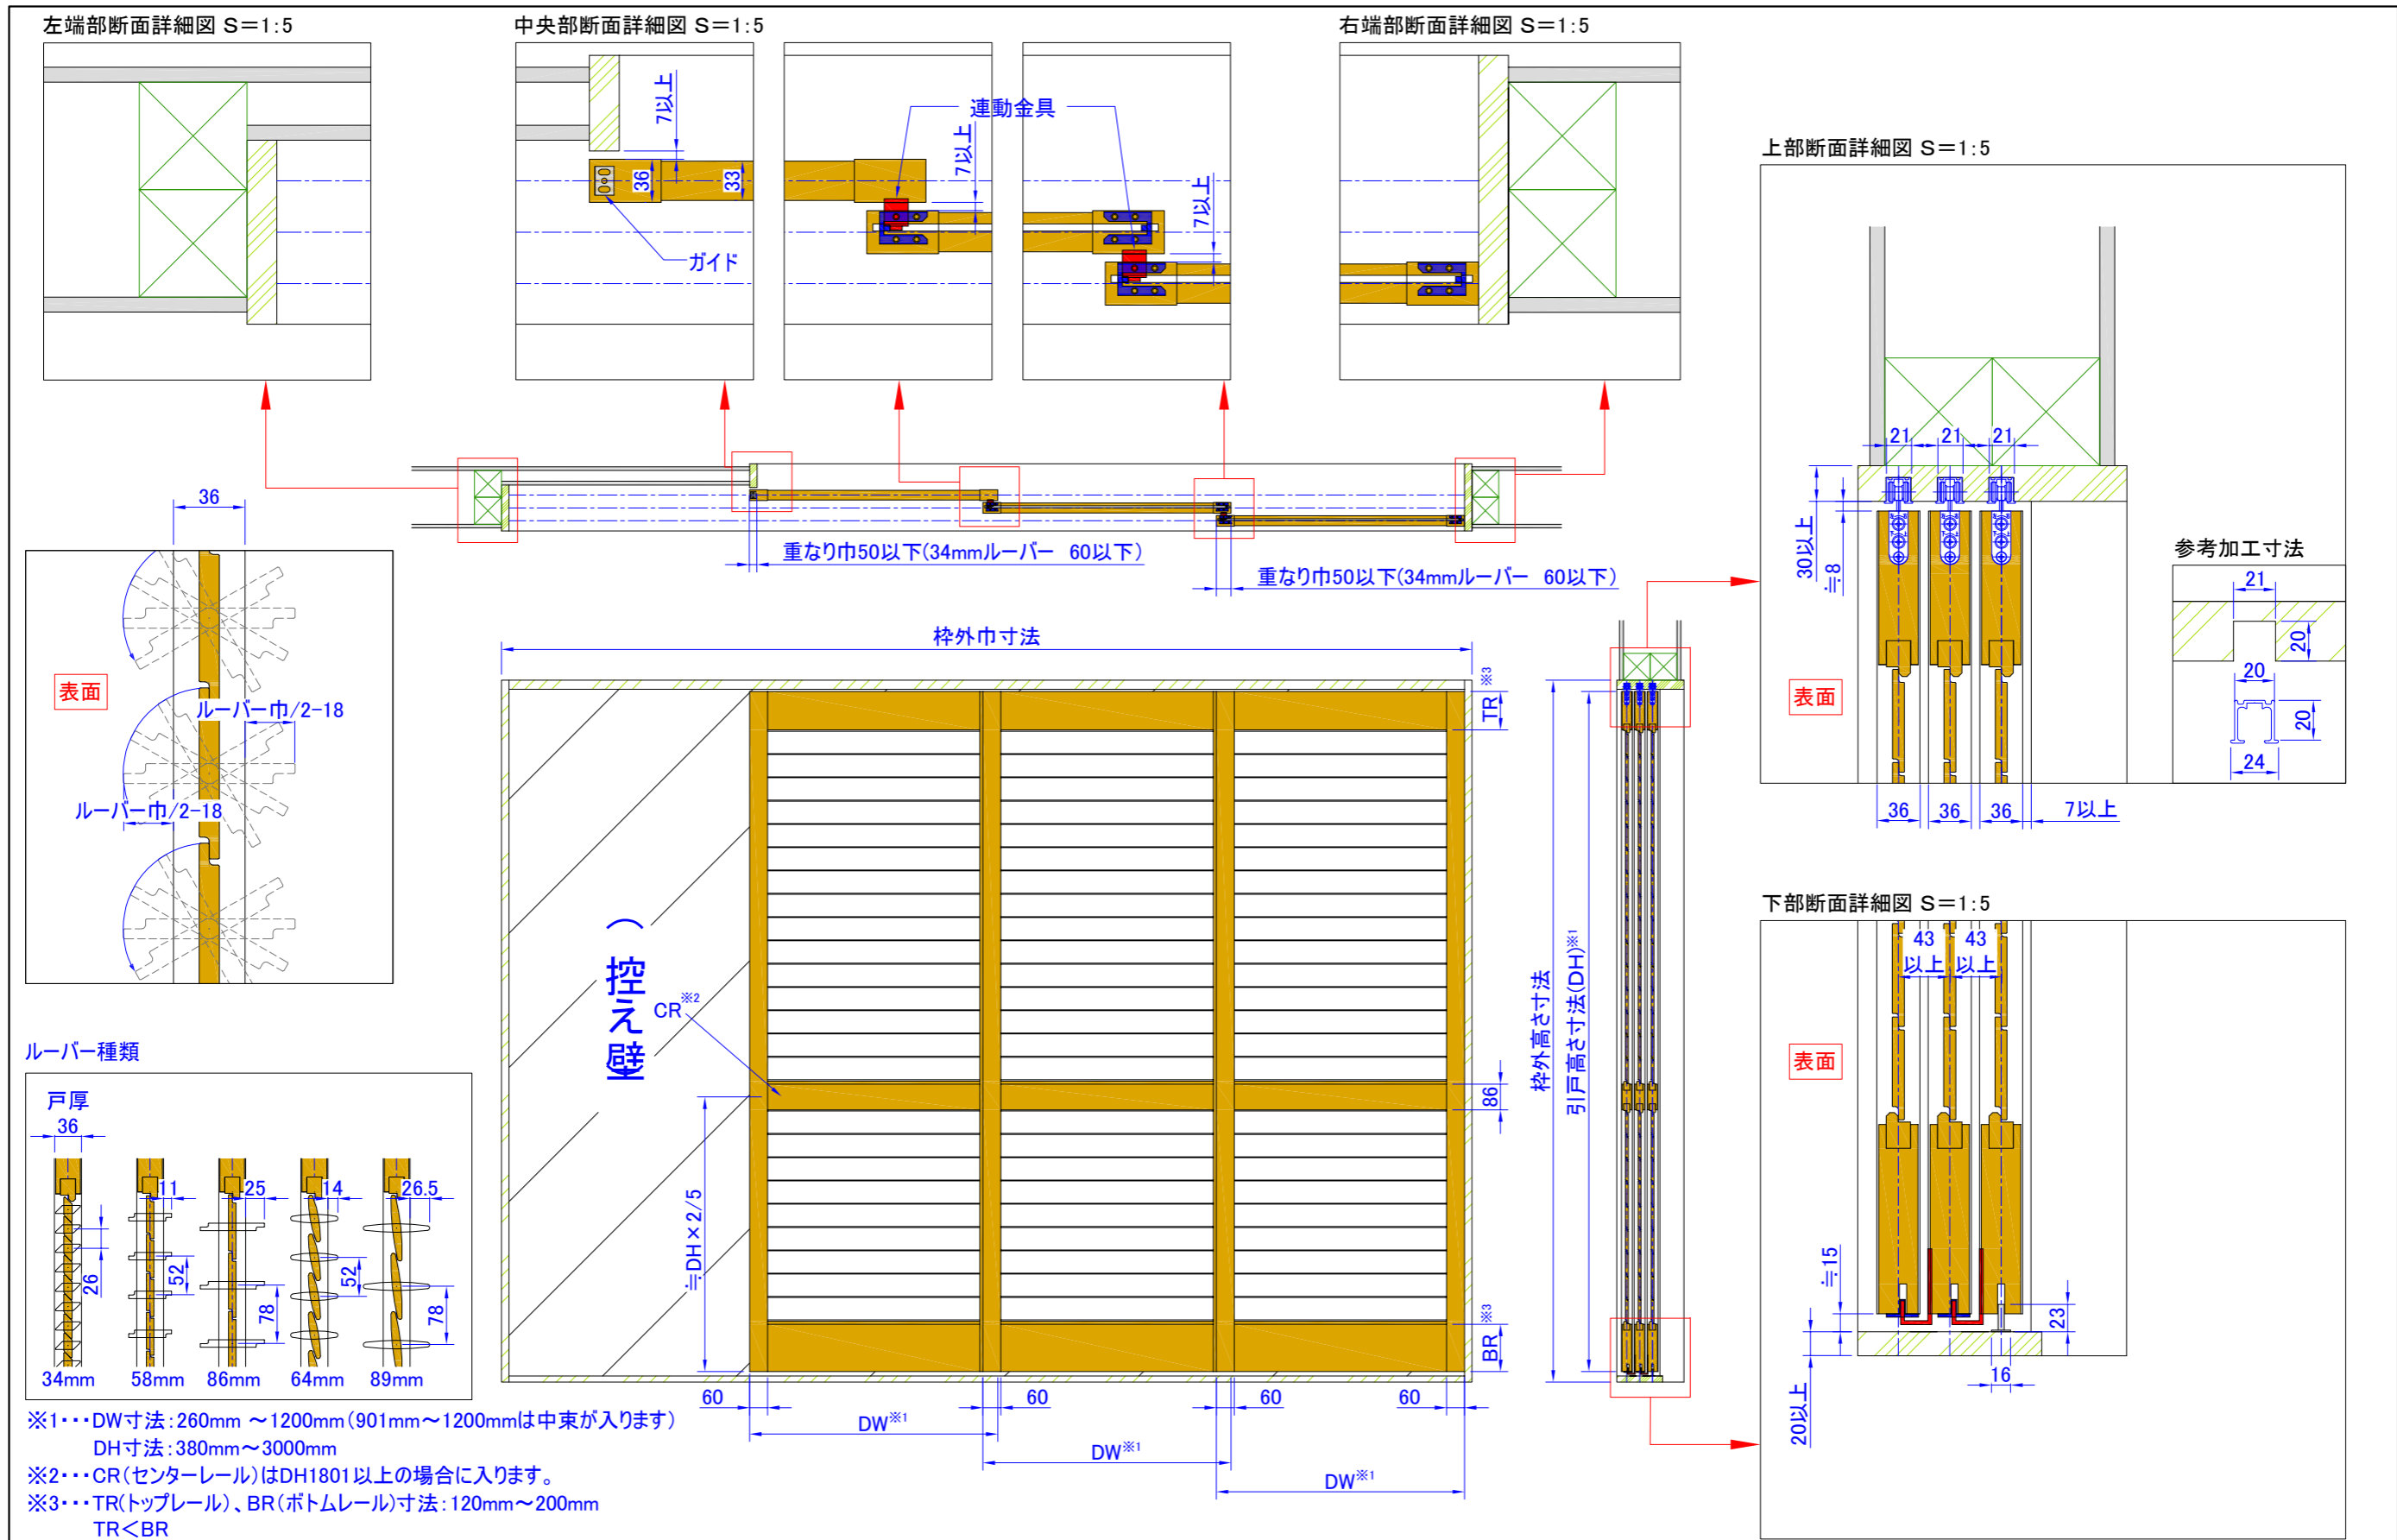 左端部断面詳細図 S=1:5
中央部断面詳細図 S=1:5
右端部断面詳細図 S=1:5
7以上
36
33
ガイド
連動金具
7以上
7以上
上部断面詳細図 S=1:5
21
21
21
30以上
≒8
表面
36
36
36
7以上
参考加工寸法
21
20
20
20
24
重なり巾50以下(34mmルーバー 60以下)
重なり巾50以下(34mmルーバー 60以下)
36
表面
ルーバー巾/2-18
ルーバー巾/2-18
枠外巾寸法
TR※3
(控え壁
CR※2
86
≒DH×2/5
BR※3
60
60
60
60
DW※1
DW※1
DW※1
枠外高さ寸法
引戸高さ寸法(DH)※1
下部断面詳細図 S=1:5
43
以上
43
以上
表面
≒15
23
16
20以上
ルーバー種類
戸厚
36
11
25
14
26.5
26
52
78
52
78
34mm
58mm
86mm
64mm
89mm
※1・・・DW寸法:260mm ～1200mm(901mm～1200mmは中束が入ります)
DH寸法:380mm～3000mm
※2・・・CR(センターレール)はDH1801以上の場合に入ります。
※3・・・TR(トップレール)、BR(ボトムレール)寸法:120mm～200mm
TR<BR